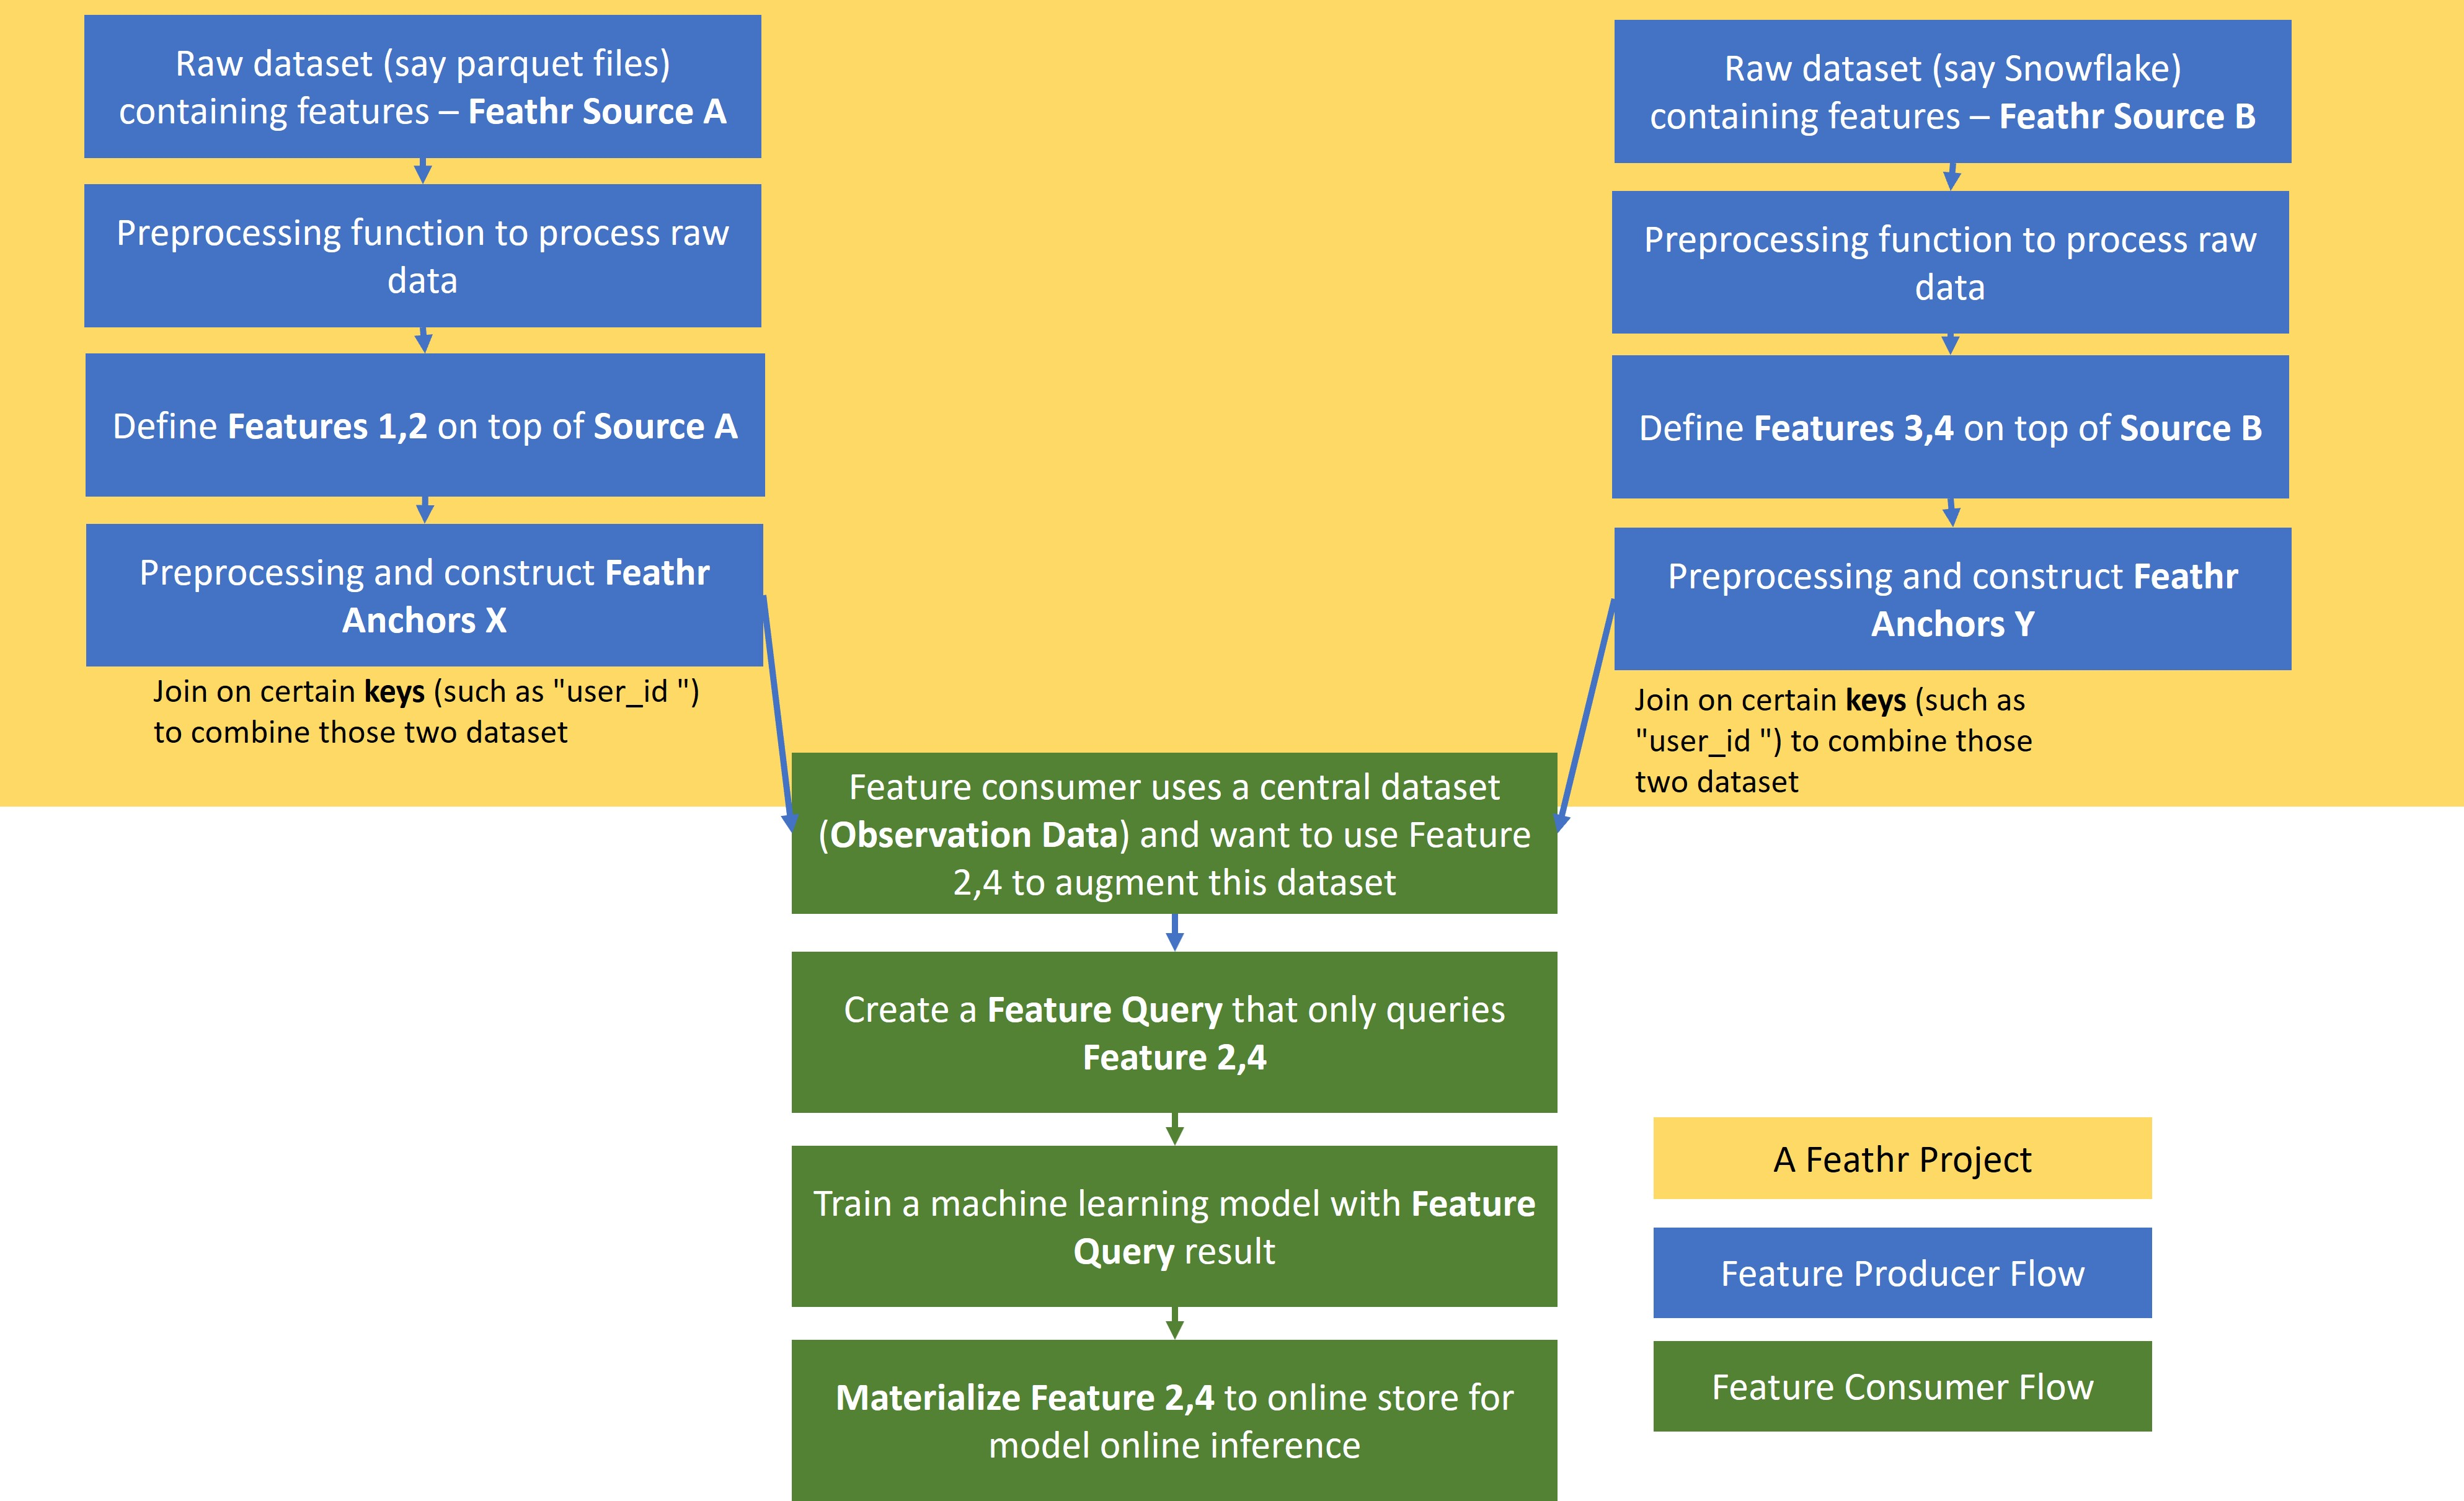 Raw dataset (say parquet files)
containing features – Feathr Source A
Preprocessing function to process raw
data
Define Features 1,2 on top of Source A
Preprocessing and construct Feathr
Anchors X
Join on certain keys (such as "user_id ")
to combine those two dataset
Raw dataset (say Snowflake)
containing features – Feathr Source B
Preprocessing function to process raw
data
Define Features 3,4 on top of Source B
Preprocessing and construct Feathr
Anchors Y
Join on certain keys (such as
"user_id ") to combine those
two dataset
Feature consumer uses a central dataset
(Observation Data) and want to use Feature
2,4 to augment this dataset
Create a Feature Query that only queries
Feature 2,4
Train a machine learning model with Feature
Query result
Materialize Feature 2,4 to online store for
model online inference
A Feathr Project
Feature Producer Flow
Feature Consumer Flow